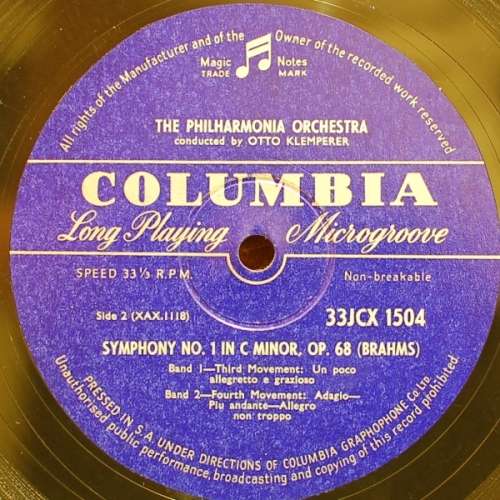 All rights of the Manufacturer and of the Owner of the recorded work reserved
Magic Notes
TRADE MARK
THE PHILHARMONIA ORCHESTRA
conducted by OTTO KLEMPERER
COLUMBIA
Long Playing Microgroove
SPEED 33⅓ R.P.M. Non-breakable
Side 2 (XAX.1118) 33JCX 1504
SYMPHONY NO. 1 IN C MINOR, OP. 68 (BRAHMS)
Band 1—Third Movement: Un poco
allegretto e grazioso
Band 2—Fourth Movement: Adagio—
Piu andante—Allegro
non troppo
PRESSED IN S.A. UNDER DIRECTIONS OF COLUMBIA GRAPHOPHONE Co. Ltd.
Unauthorised public performance, broadcasting and copying of this record prohibited